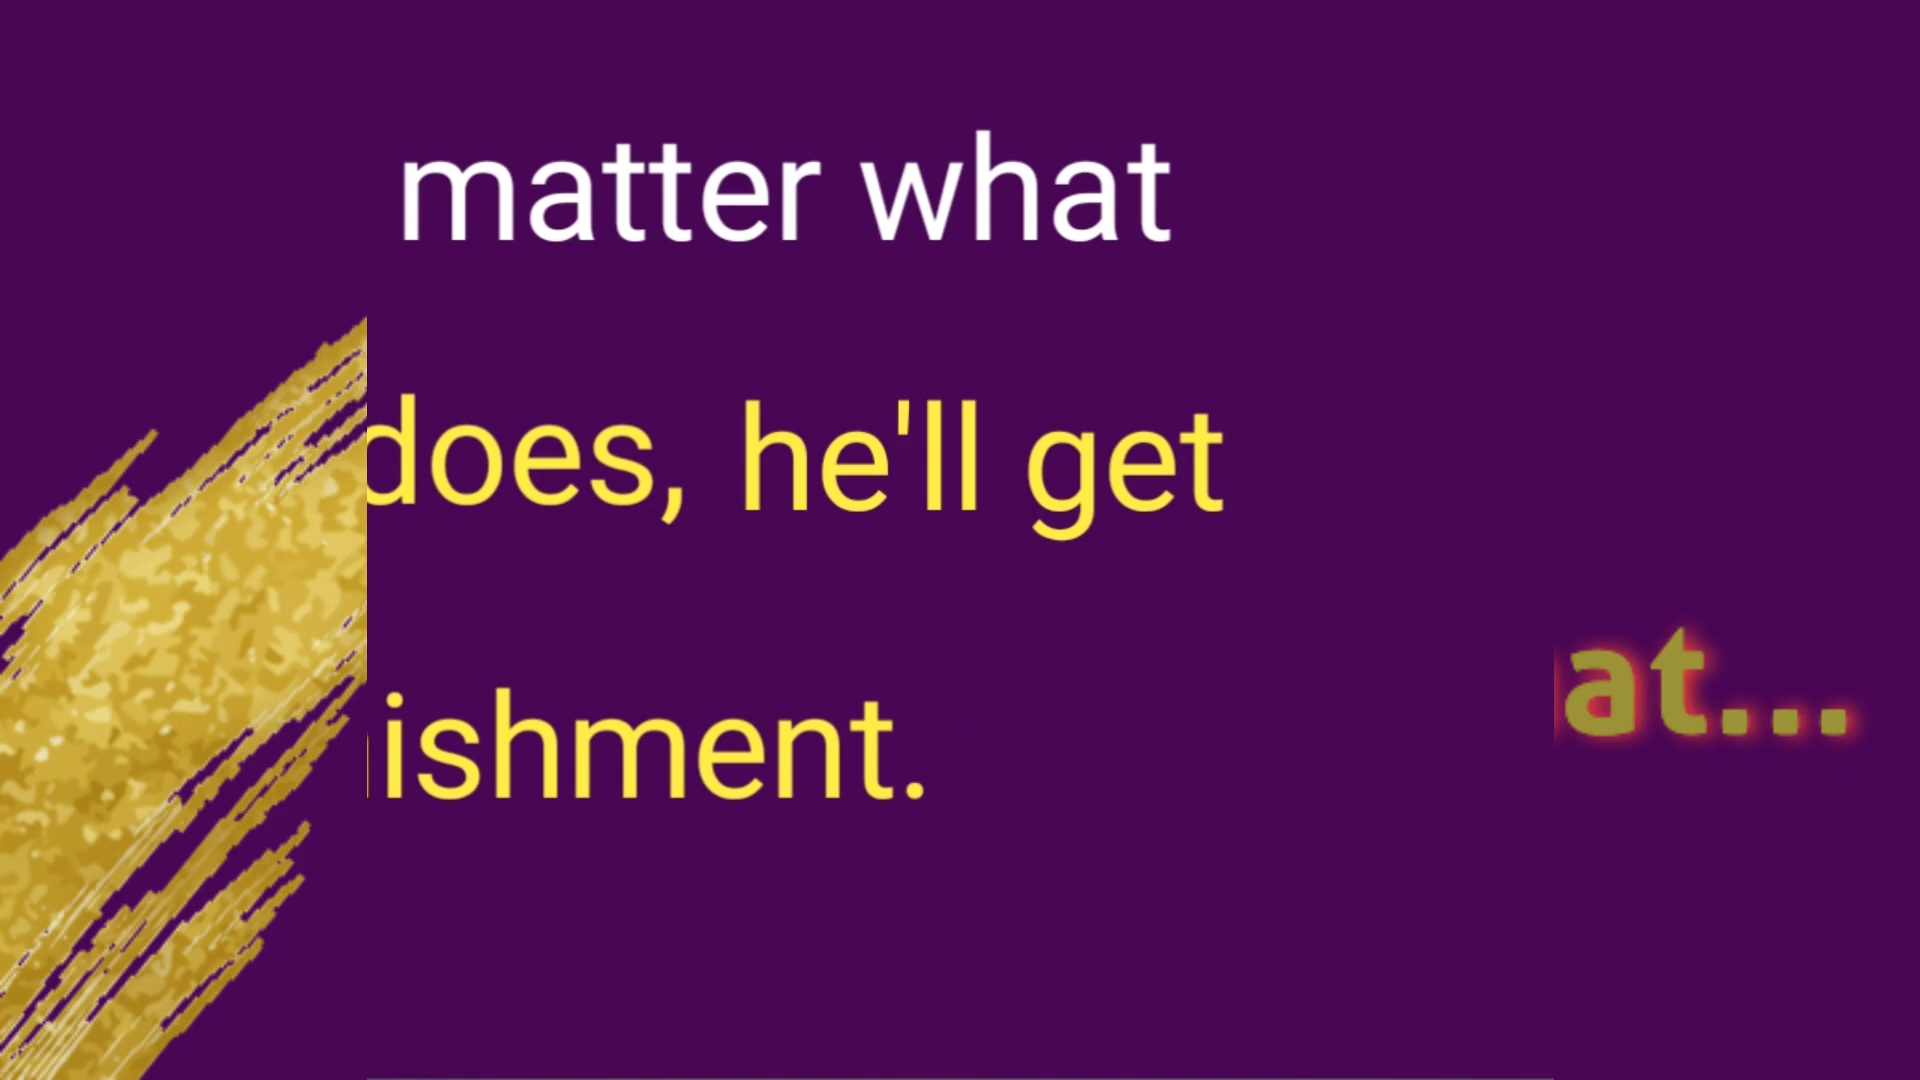 matter what
does, he'll get
ishment.
at...